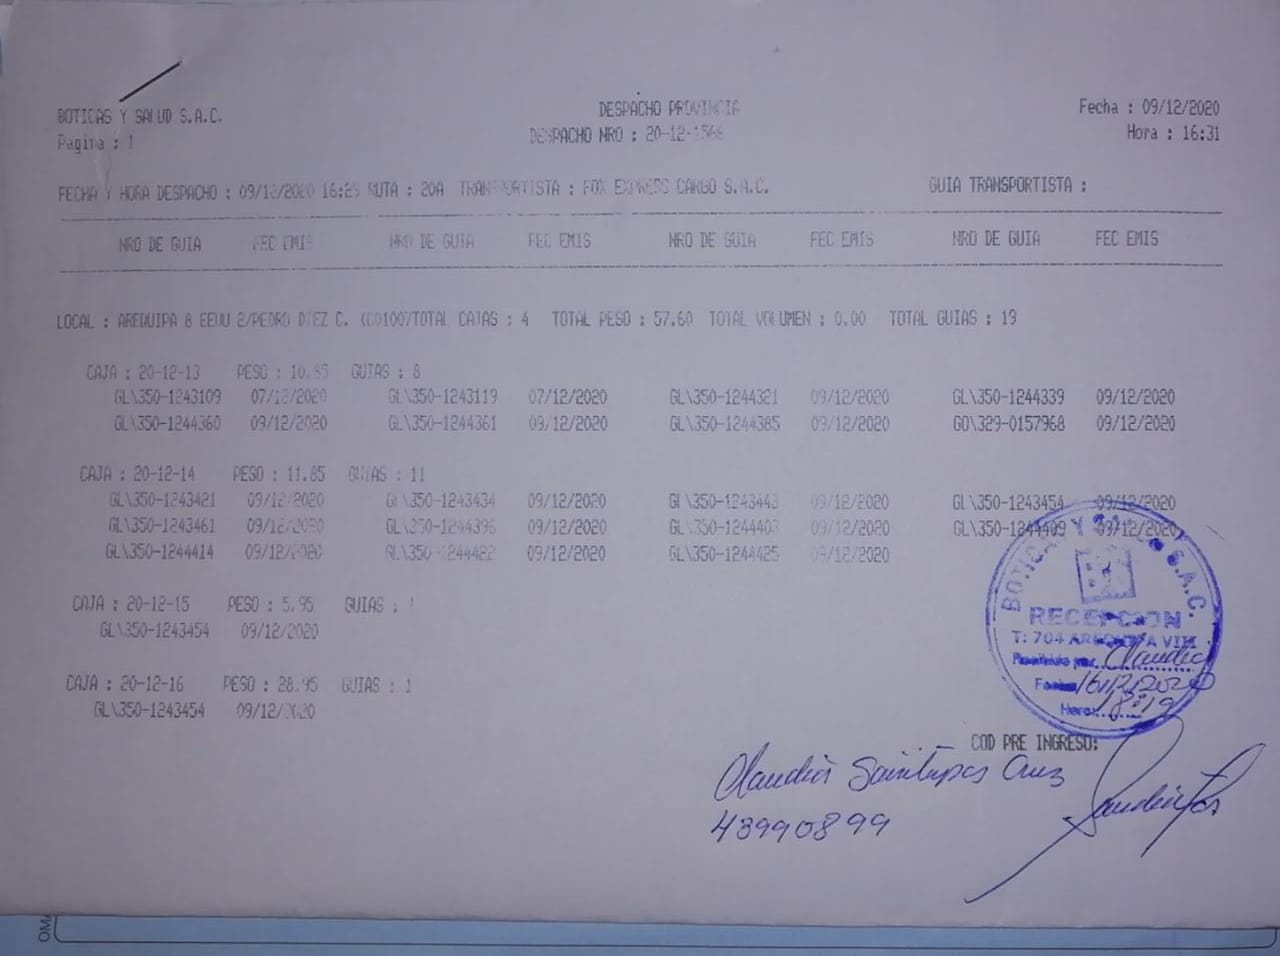 BOTICAS Y SALUD S.A.C.
DESPACHO PROVINCIA
Fecha : 09/12/2020
Pagina : 1
DESPACHO NRO : 20-12-1566
Hora : 16:31
FECHA Y HORA DESPACHO : 09/12/2020 16:29 RUTA : 20A TRANSPORTISTA : FOX EXPRESS CARGO S.A.C.
GUIA TRANSPORTISTA :
NRO DE GUIA FEC EMIS NRO DE GUIA FEC EMIS NRO DE GUIA FEC EMIS NRO DE GUIA FEC EMIS
LOCAL : AREQUIPA 8 EEUU 2/PEDRO DIEZ C. TOTAL CAJAS : 4 TOTAL PESO : 57.60 TOTAL VOLUMEN : 0.00 TOTAL GUIAS : 19
CAJA : 20-12-13 PESO : 10.85 GUIAS : 8
GL\350-1243109 07/12/2020 GL\350-1243119 07/12/2020 GL\350-1244321 09/12/2020 GL\350-1244339 09/12/2020
GL\350-1244360 09/12/2020 GL\350-1244361 09/12/2020 GL\350-1244385 09/12/2020 GO\329-0157968 09/12/2020
CAJA : 20-12-14 PESO : 11.85 GUIAS : 11
GL\350-1243421 09/12/2020 GL\350-1243434 09/12/2020 GL\350-1243443 09/12/2020 GL\350-1243454 09/12/2020
GL\350-1243461 09/12/2020 GL\350-1244396 09/12/2020 GL\350-1244403 09/12/2020 GL\350-1244409 09/12/2020
GL\350-1244414 09/12/2020 GL\350-1244422 09/12/2020 GL\350-1244425 09/12/2020
CAJA : 20-12-15 PESO : 5.95 GUIAS : 1
GL\350-1243454 09/12/2020
CAJA : 20-12-16 PESO : 28.95 GUIAS : 1
GL\350-1243454 09/12/2020
BOTICAS Y SALUD S.A.C.
RECEPCION
T: 704 AREQUIPA VIII
Recibido por: Claudia
Fecha: 16/12/2020
Hora: 18:19
COD PRE INGRESO:
Cruz
43990899